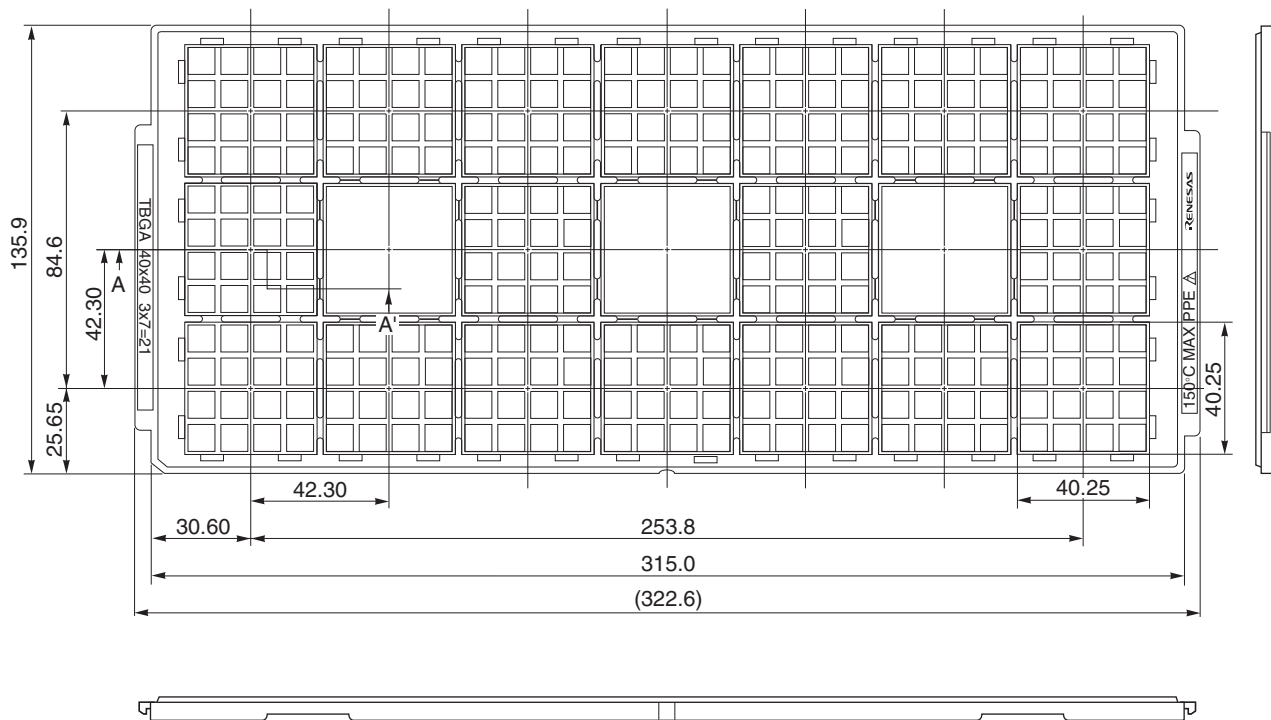 135.9
84.6
42.30
25.65
A
A'
TBGA 40x40 3x7=21
RENESAS
150°C MAX PPE ⚠
40.25
42.30
40.25
30.60
253.8
315.0
(322.6)